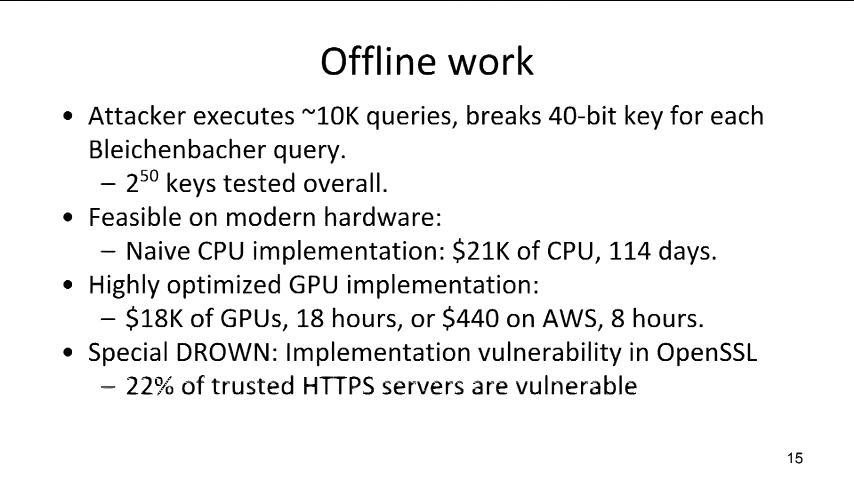 Offline work
• Attacker executes ~10K queries, breaks 40-bit key for each
Bleichenbacher query.
– 2⁵⁰ keys tested overall.
• Feasible on modern hardware:
– Naive CPU implementation: $21K of CPU, 114 days.
• Highly optimized GPU implementation:
– $18K of GPUs, 18 hours, or $440 on AWS, 8 hours.
• Special DROWN: Implementation vulnerability in OpenSSL
– 22% of trusted HTTPS servers are vulnerable
15